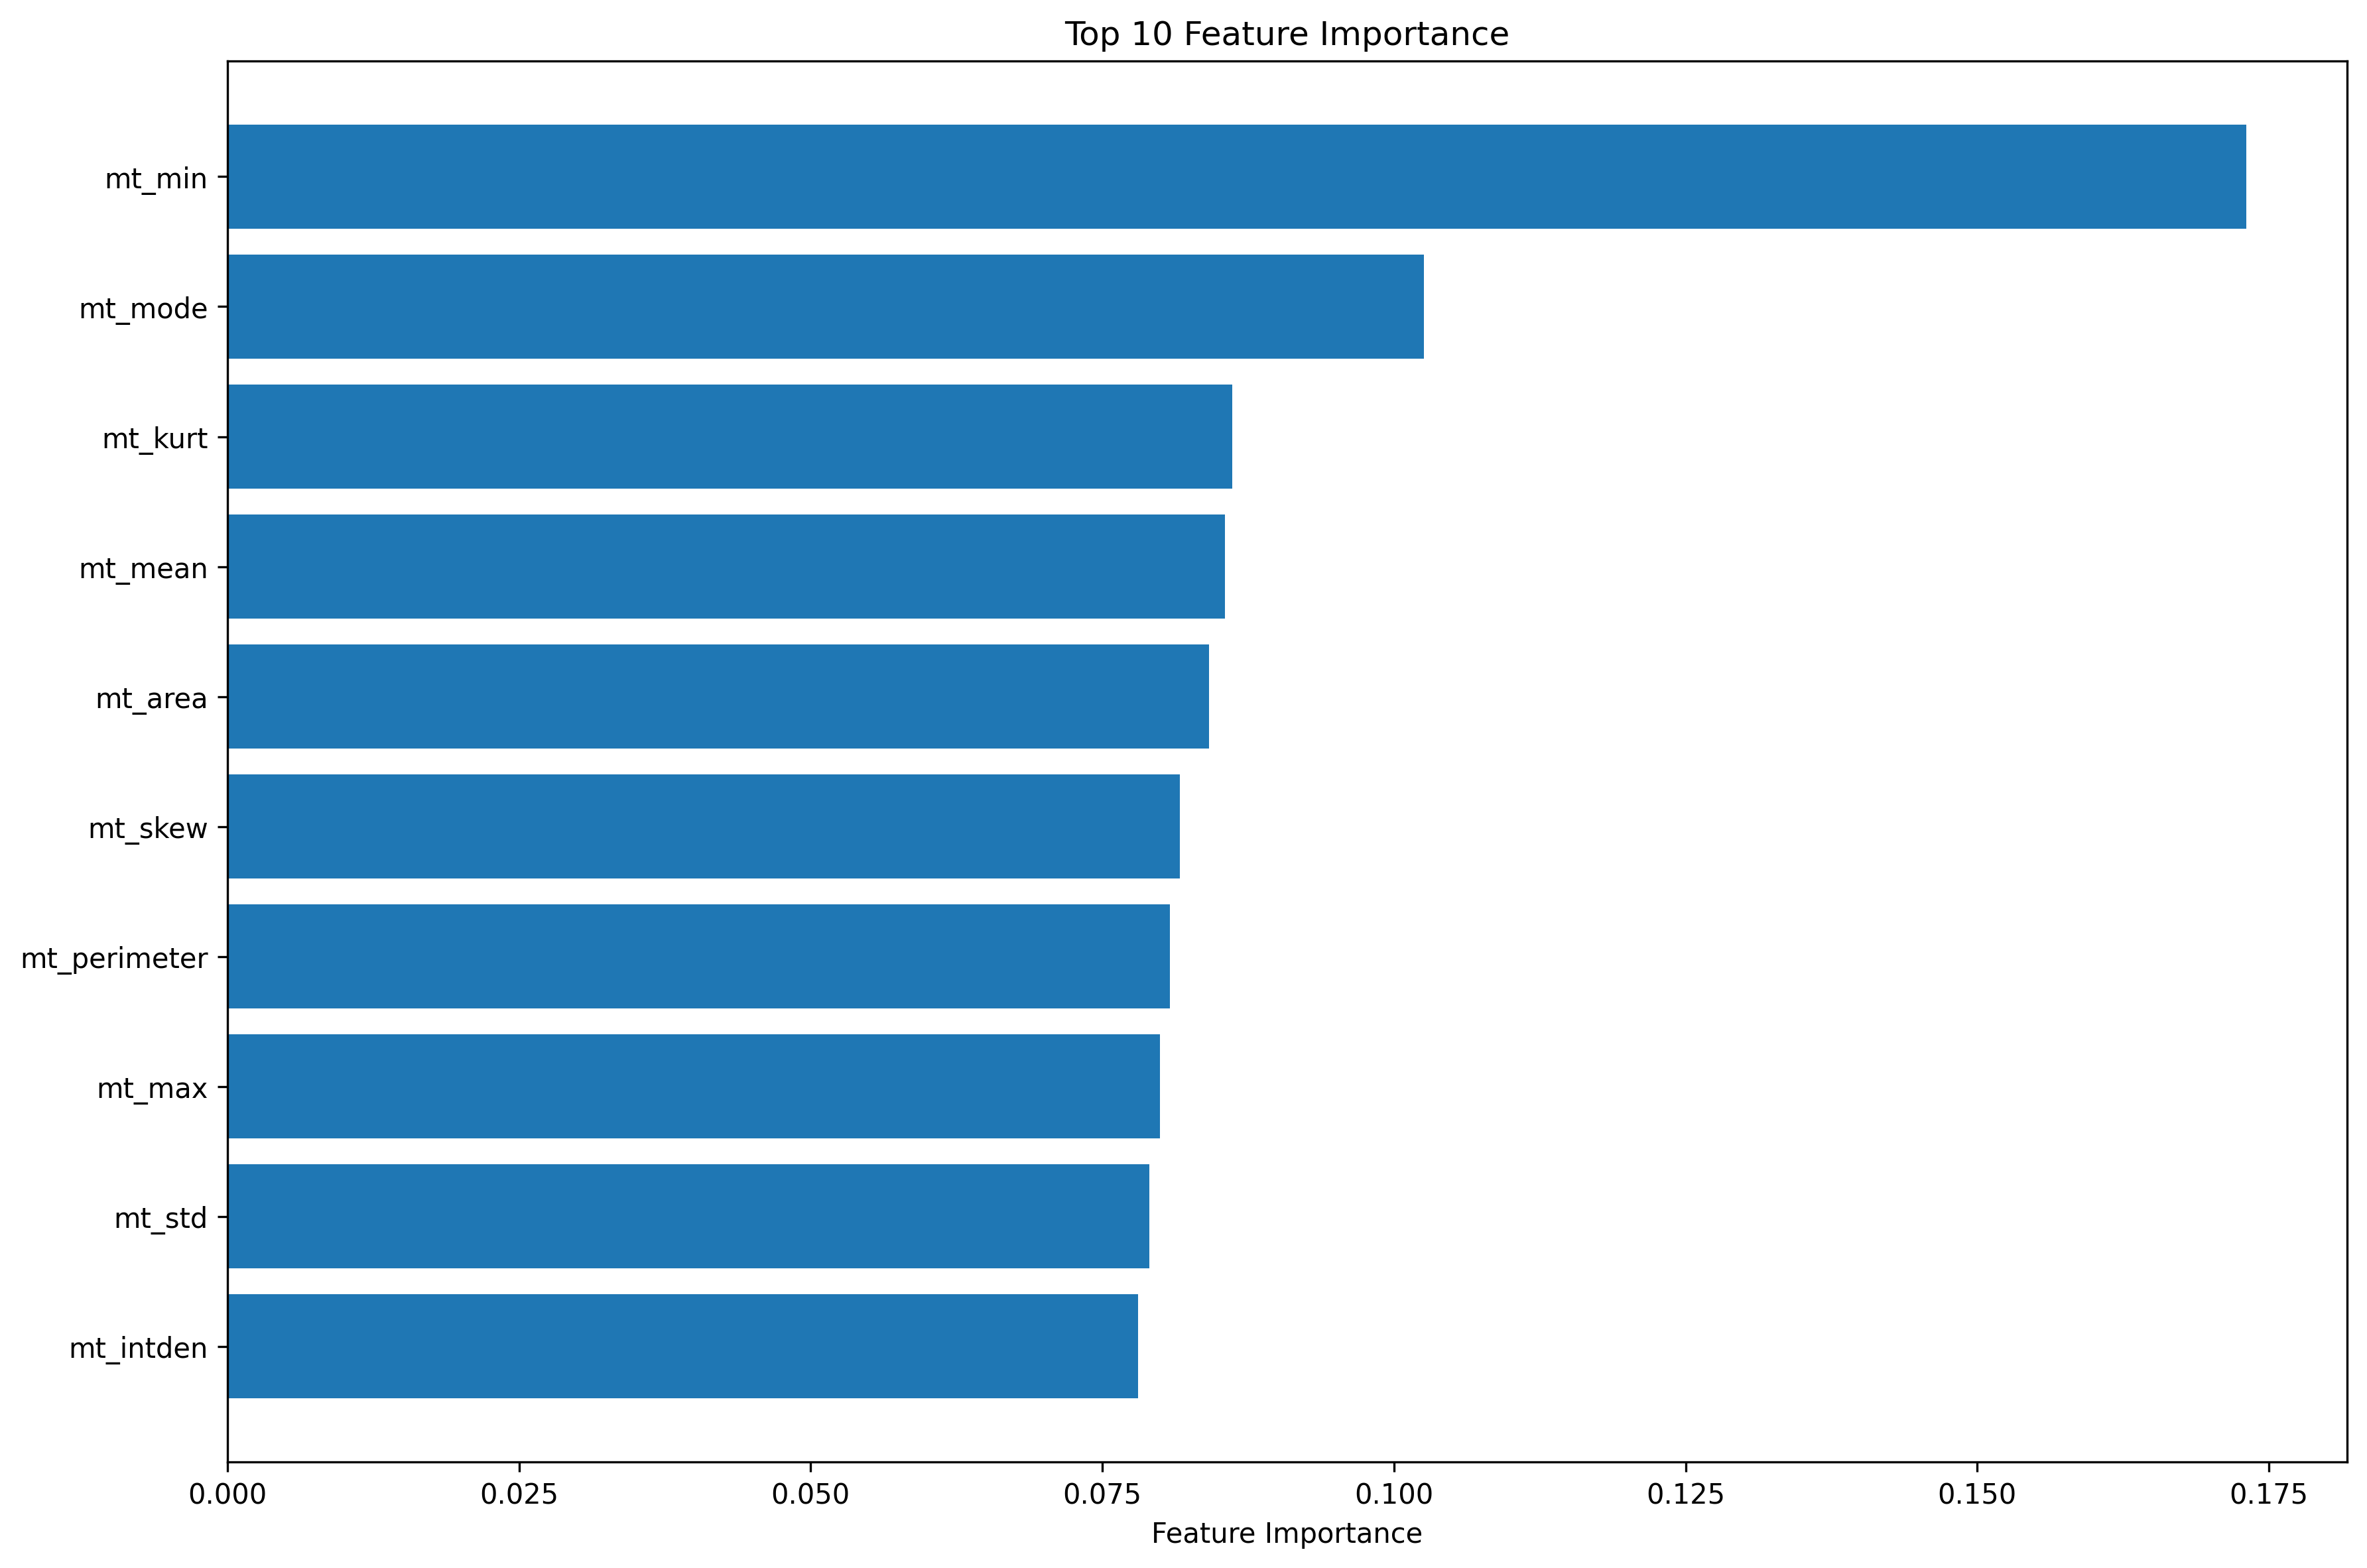 Top 10 Feature Importance
mt_min
mt_mode
mt_kurt
mt_mean
mt_area
mt_skew
mt_perimeter
mt_max
mt_std
mt_intden
0.000 0.025 0.050 0.075 0.100 0.125 0.150 0.175
Feature Importance